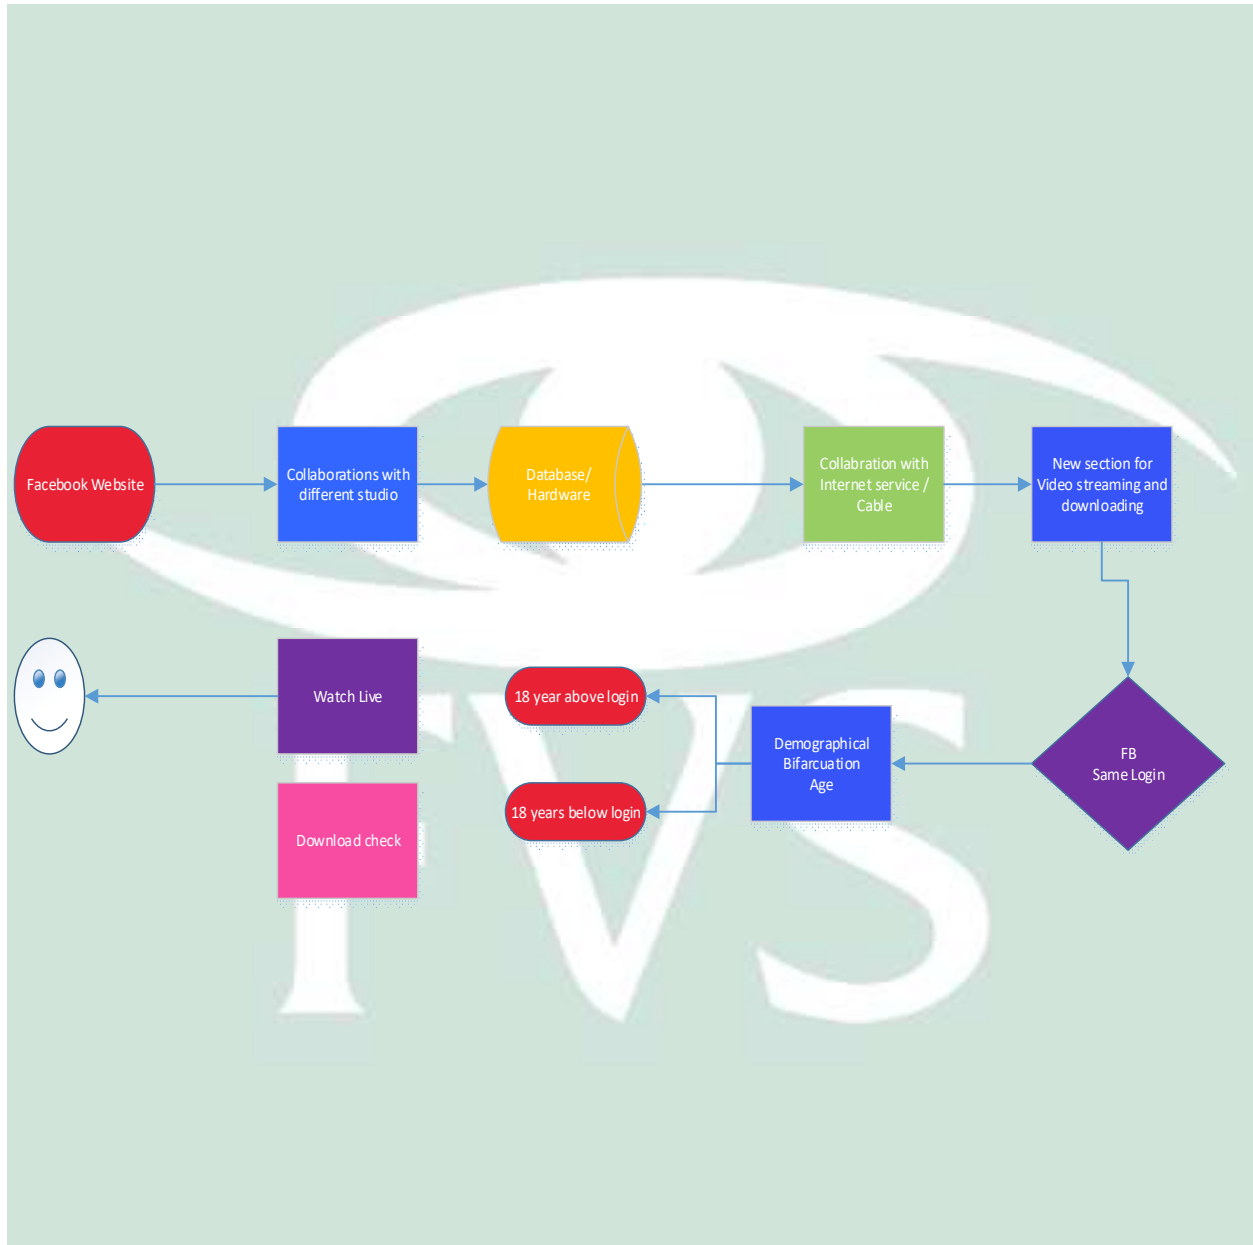 Facebook Website
Collaborations with
different studio
Database/
Hardware
Collabration with
Internet service /
Cable
New section for
Video streaming and
downloading
Watch Live
18 year above login
Demographical
Bifarcuation
Age
FB
Same Login
18 years below login
Download check
FVS